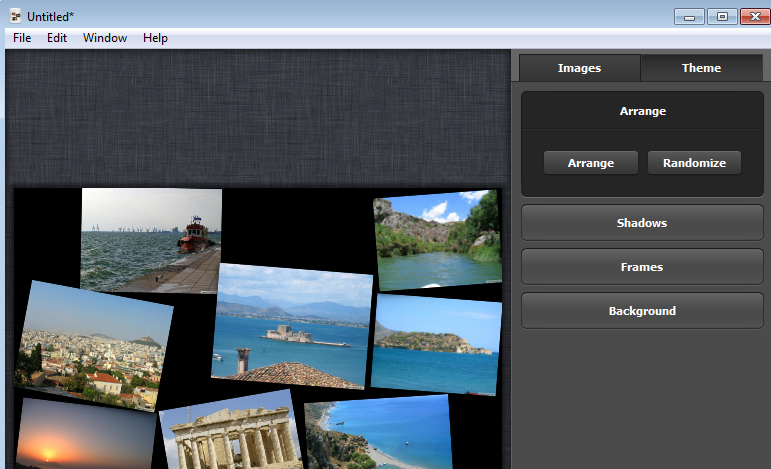 Untitled*
File Edit Window Help
Images Theme
Arrange
Arrange Randomize
Shadows
Frames
Background